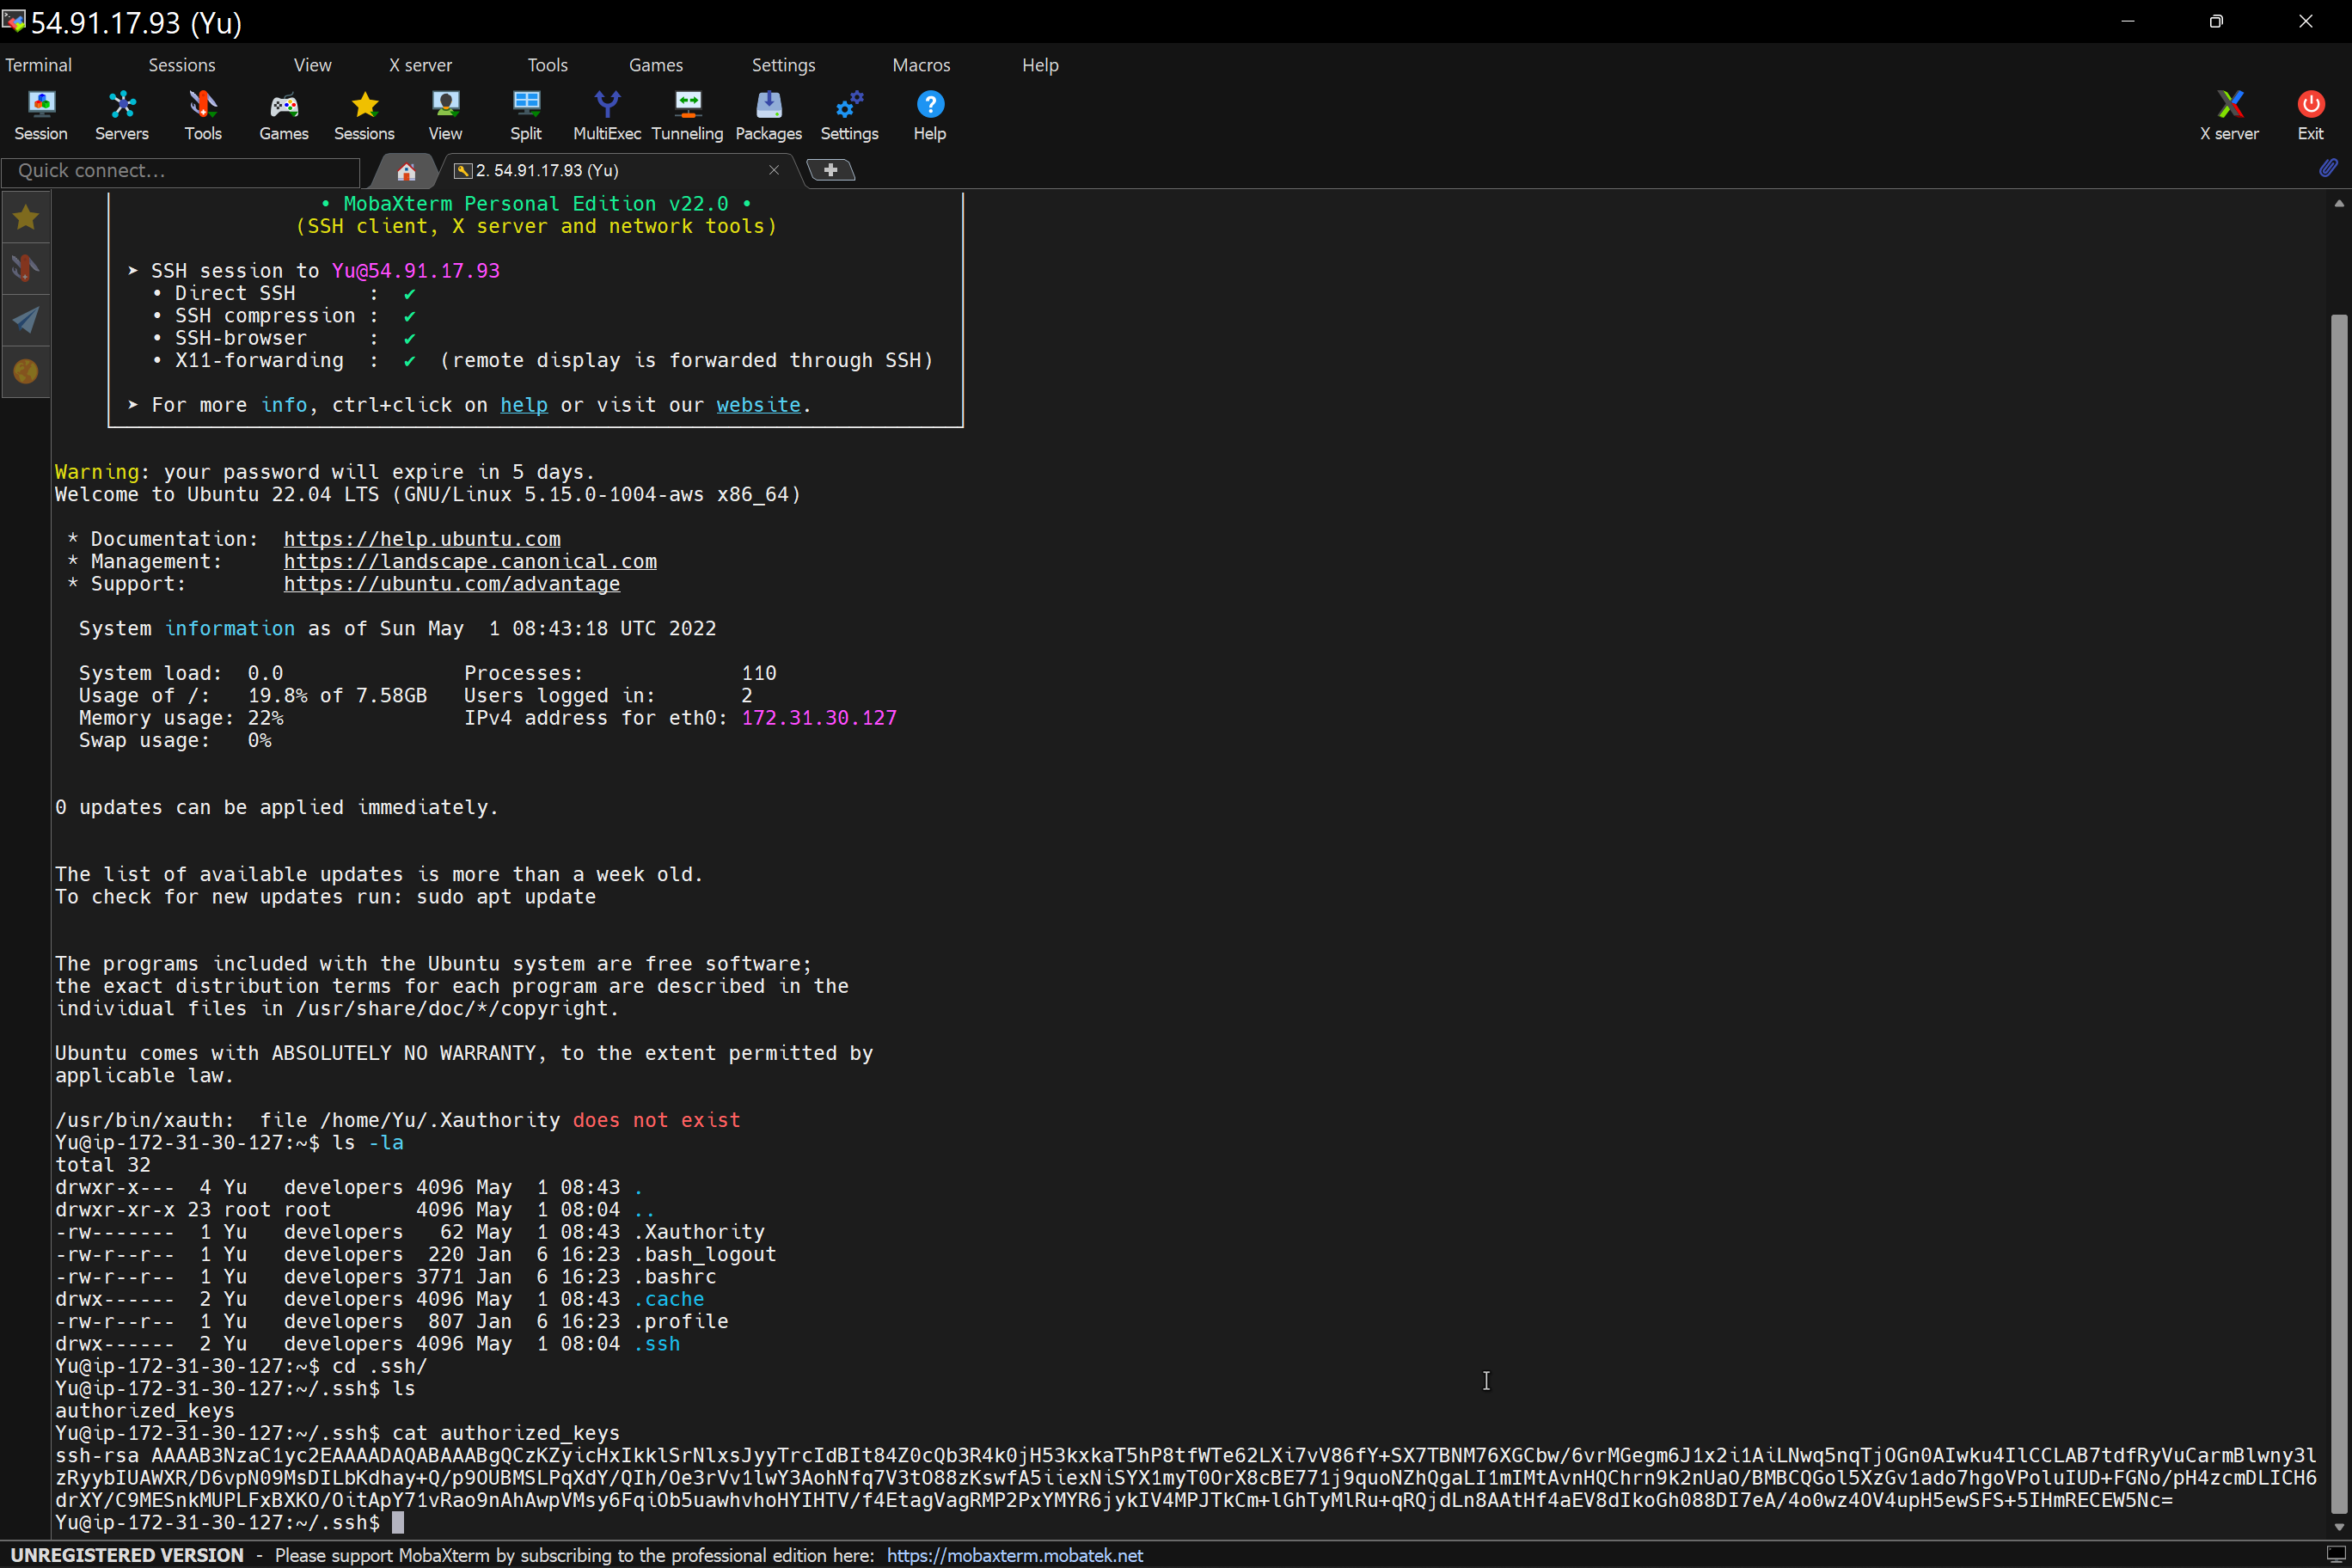 54.91.17.93 (Yu)
Terminal Sessions View X server Tools Games Settings Macros Help
Session Servers Tools Games Sessions View Split MultiExec Tunneling Packages Settings Help X server Exit
Quick connect... 2. 54.91.17.93 (Yu)
• MobaXterm Personal Edition v22.0 •
(SSH client, X server and network tools)
➤ SSH session to Yu@54.91.17.93
• Direct SSH : ✔
• SSH compression : ✔
• SSH-browser : ✔
• X11-forwarding : ✔ (remote display is forwarded through SSH)
➤ For more info, ctrl+click on help or visit our website.
Warning: your password will expire in 5 days.
Welcome to Ubuntu 22.04 LTS (GNU/Linux 5.15.0-1004-aws x86_64)
* Documentation: https://help.ubuntu.com
* Management: https://landscape.canonical.com
* Support: https://ubuntu.com/advantage
System information as of Sun May 1 08:43:18 UTC 2022
System load: 0.0 Processes: 110
Usage of /: 19.8% of 7.58GB Users logged in: 2
Memory usage: 22% IPv4 address for eth0: 172.31.30.127
Swap usage: 0%
0 updates can be applied immediately.
The list of available updates is more than a week old.
To check for new updates run: sudo apt update
The programs included with the Ubuntu system are free software;
the exact distribution terms for each program are described in the
individual files in /usr/share/doc/*/copyright.
Ubuntu comes with ABSOLUTELY NO WARRANTY, to the extent permitted by
applicable law.
/usr/bin/xauth: file /home/Yu/.Xauthority does not exist
Yu@ip-172-31-30-127:~$ ls -la
total 32
drwxr-x--- 4 Yu developers 4096 May 1 08:43 .
drwxr-xr-x 23 root root 4096 May 1 08:04 ..
-rw------- 1 Yu developers 62 May 1 08:43 .Xauthority
-rw-r--r-- 1 Yu developers 220 Jan 6 16:23 .bash_logout
-rw-r--r-- 1 Yu developers 3771 Jan 6 16:23 .bashrc
drwx------ 2 Yu developers 4096 May 1 08:43 .cache
-rw-r--r-- 1 Yu developers 807 Jan 6 16:23 .profile
drwx------ 2 Yu developers 4096 May 1 08:04 .ssh
Yu@ip-172-31-30-127:~$ cd .ssh/
Yu@ip-172-31-30-127:~/.ssh$ ls
authorized_keys
Yu@ip-172-31-30-127:~/.ssh$ cat authorized_keys
ssh-rsa AAAAB3NzaC1yc2EAAAADAQABAAABgQCzKZyicHxIkklSrNlxsJyyTrcIdBIt84Z0cQb3R4k0jH53kxkaT5hP8tfWTe62LXi7vV86fY+SX7TBNM76XGCbw/6vrMGegm6J1x2i1AiLNwq5nqTjOGn0AIwku4IlCCLAB7tdfRyVuCarmBlwny3l
zRyybIUAWXR/D6vpN09MsDILbKdhay+Q/p9OUBMSLPqXdY/QIh/Oe3rVv1lwY3AohNfq7V3tO88zKswfA5iiexNiSYX1myT0OrX8cBE771j9quoNZhQgaLI1mIMtAvnHQChrn9k2nUaO/BMBCQGol5XzGv1ado7hgoVPoluIUD+FGNo/pH4zcmDLICH6
drXY/C9MESnkMUPLFxBXKO/OitApY71vRao9nAhAwpVMsy6FqiOb5uawhvhoHYIHTV/f4EtagVagRMP2PxYMYR6jykIV4MPJTkCm+lGhTyMlRu+qRQjdLn8AAtHf4aEV8dIkoGh088DI7eA/4o0wz4OV4upH5ewSFS+5IHmRECEW5Nc=
Yu@ip-172-31-30-127:~/.ssh$
UNREGISTERED VERSION - Please support MobaXterm by subscribing to the professional edition here: https://mobaxterm.mobatek.net